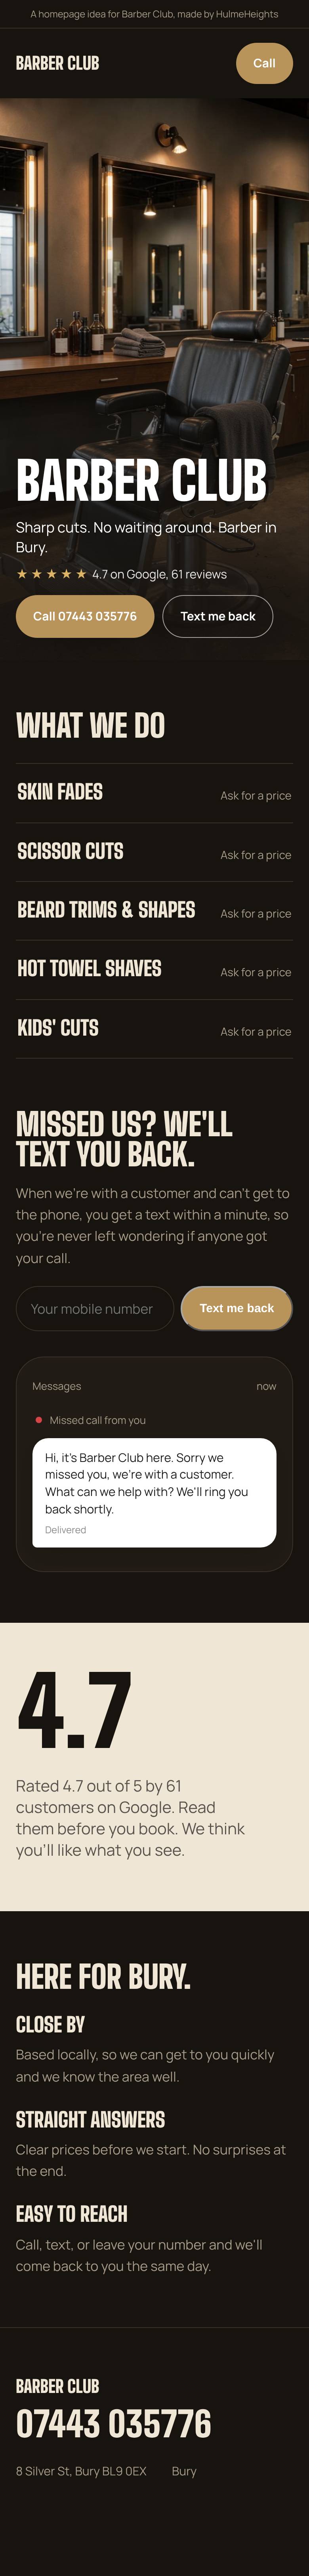 A homepage idea for Barber Club, made by HulmeHeights
BARBER CLUB
Call
BARBER CLUB
Sharp cuts. No waiting around. Barber in
Bury.
★★★★★ 4.7 on Google, 61 reviews
Call 07443 035776
Text me back
WHAT WE DO
SKIN FADES
Ask for a price
SCISSOR CUTS
Ask for a price
BEARD TRIMS & SHAPES
Ask for a price
HOT TOWEL SHAVES
Ask for a price
KIDS' CUTS
Ask for a price
MISSED US? WE'LL
TEXT YOU BACK.
When we're with a customer and can't get to
the phone, you get a text within a minute, so
you're never left wondering if anyone got
your call.
Your mobile number
Text me back
Messages
now
Missed call from you
Hi, it's Barber Club here. Sorry we
missed you, we're with a customer.
What can we help with? We'll ring you
back shortly.
Delivered
4.7
Rated 4.7 out of 5 by 61
customers on Google. Read
them before you book. We think
you'll like what you see.
HERE FOR BURY.
CLOSE BY
Based locally, so we can get to you quickly
and we know the area well.
STRAIGHT ANSWERS
Clear prices before we start. No surprises at
the end.
EASY TO REACH
Call, text, or leave your number and we'll
come back to you the same day.
BARBER CLUB
07443 035776
8 Silver St, Bury BL9 0EX
Bury